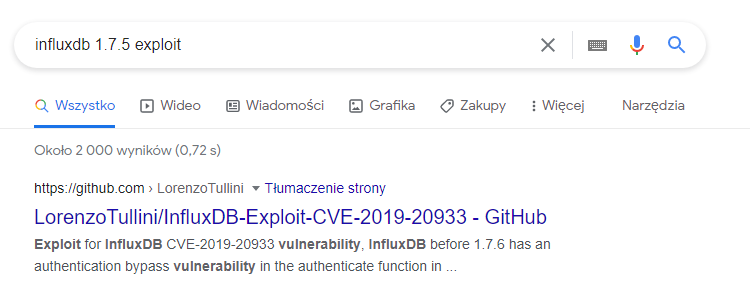 influxdb 1.7.5 exploit
Wszystko Wideo Wiadomości Grafika Zakupy Więcej Narzędzia
Około 2 000 wyników (0,72 s)
https://github.com › LorenzoTullini Tłumaczenie strony
LorenzoTullini/InfluxDB-Exploit-CVE-2019-20933 - GitHub
Exploit for InfluxDB CVE-2019-20933 vulnerability, InfluxDB before 1.7.6 has an
authentication bypass vulnerability in the authenticate function in ...